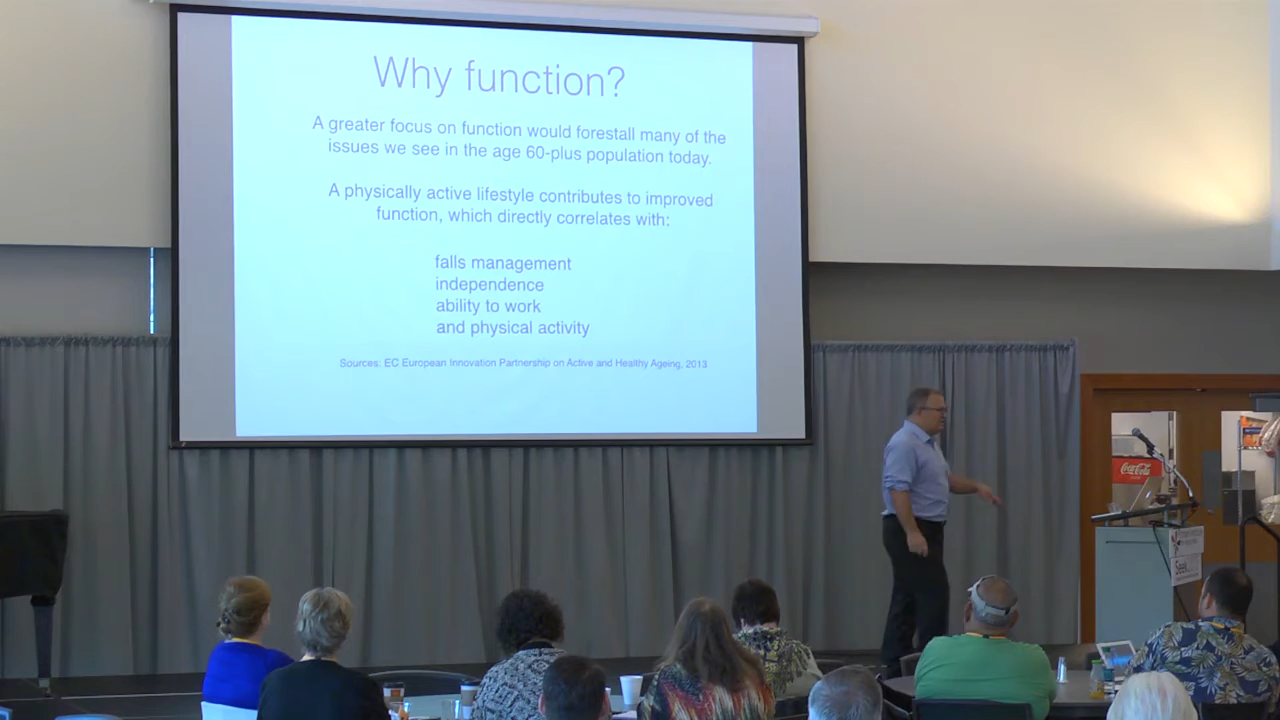 Why function?
A greater focus on function would forestall many of the
issues we see in the age 60-plus population today.
A physically active lifestyle contributes to improved
function, which directly correlates with:
falls management
independence
ability to work
and physical activity
Sources: EC European Innovation Partnership on Active and Healthy Ageing, 2013
Coca-Cola
Seek